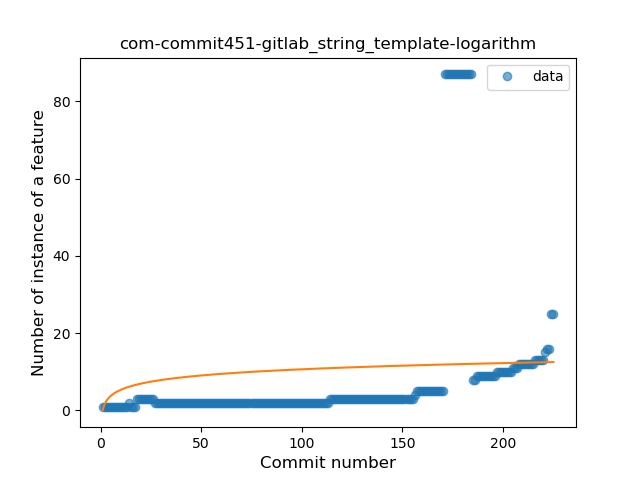 com-commit451-gitlab_string_template-logarithm
data
Number of instance of a feature
80
60
40
20
0
0 50 100 150 200
Commit number